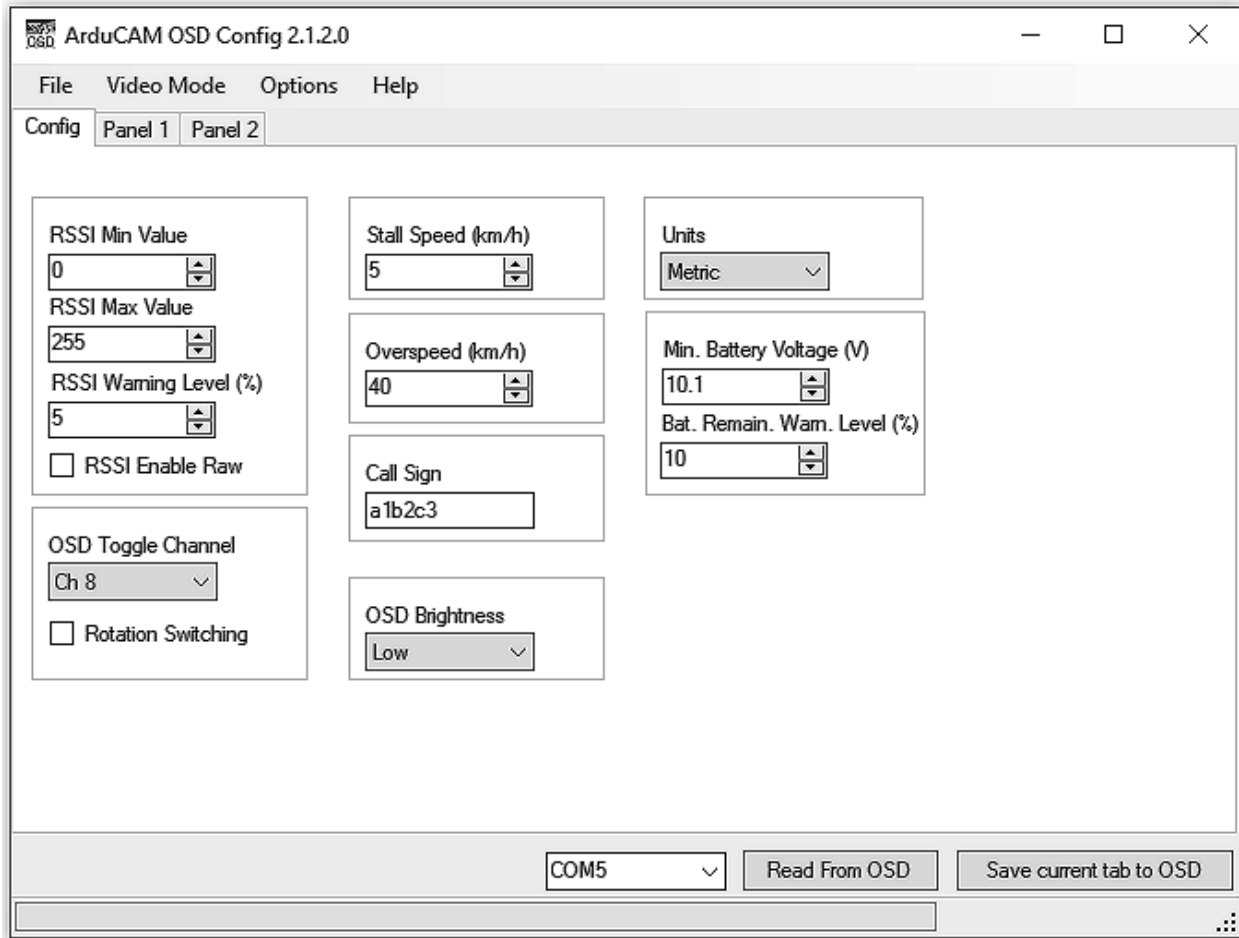 OSD
ArduCAM OSD Config 2.1.2.0
File Video Mode Options Help
Config Panel 1 Panel 2
RSSI Min Value
0
RSSI Max Value
255
RSSI Warning Level (%)
5
RSSI Enable Raw
OSD Toggle Channel
Ch 8
Rotation Switching
Stall Speed (km/h)
5
Overspeed (km/h)
40
Call Sign
a1b2c3
OSD Brightness
Low
Units
Metric
Min. Battery Voltage (V)
10.1
Bat. Remain. Warn. Level (%)
10
COM5 Read From OSD Save current tab to OSD